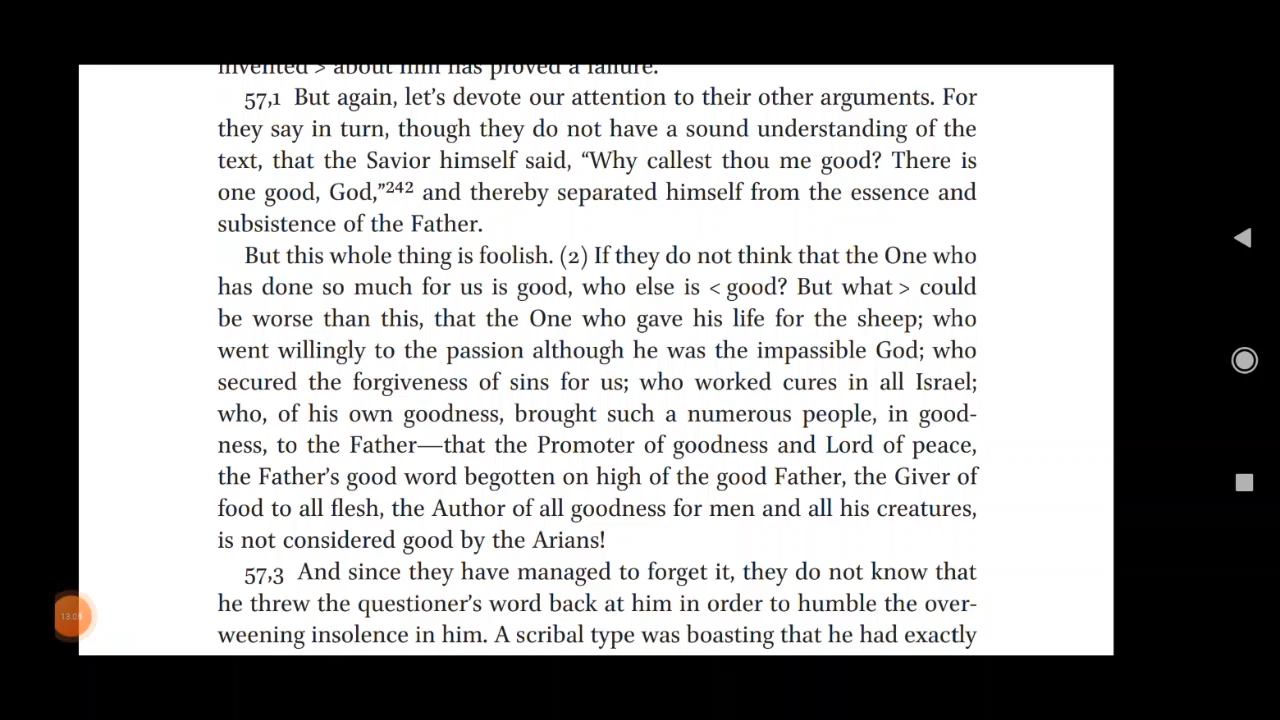 invented > about him has proved a failure.
57,1 But again, let's devote our attention to their other arguments. For
they say in turn, though they do not have a sound understanding of the
text, that the Savior himself said, “Why callest thou me good? There is
one good, God,”242 and thereby separated himself from the essence and
subsistence of the Father.
But this whole thing is foolish. (2) If they do not think that the One who
has done so much for us is good, who else is < good? But what > could
be worse than this, that the One who gave his life for the sheep; who
went willingly to the passion although he was the impassible God; who
secured the forgiveness of sins for us; who worked cures in all Israel;
who, of his own goodness, brought such a numerous people, in good-
ness, to the Father—that the Promoter of goodness and Lord of peace,
the Father's good word begotten on high of the good Father, the Giver of
food to all flesh, the Author of all goodness for men and all his creatures,
is not considered good by the Arians!
57,3 And since they have managed to forget it, they do not know that
he threw the questioner's word back at him in order to humble the over-
weening insolence in him. A scribal type was boasting that he had exactly